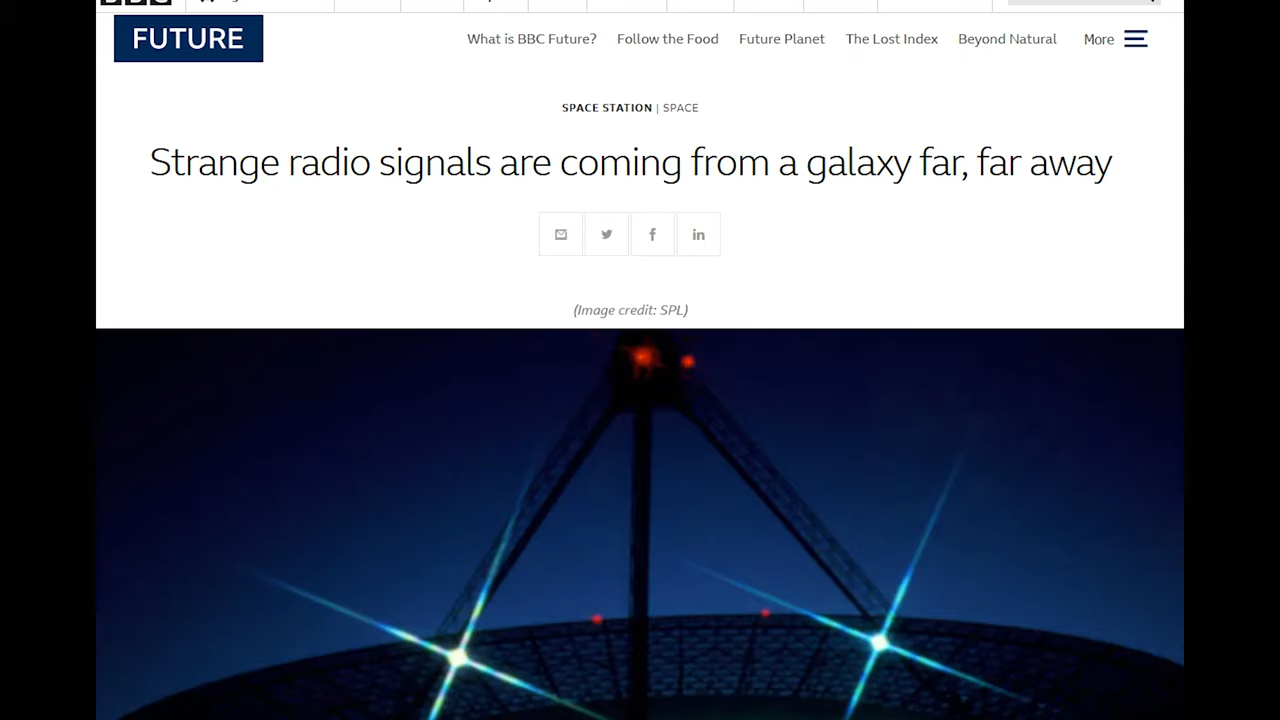 FUTURE
What is BBC Future? Follow the Food Future Planet The Lost Index Beyond Natural More
SPACE STATION | SPACE
Strange radio signals are coming from a galaxy far, far away
(Image credit: SPL)